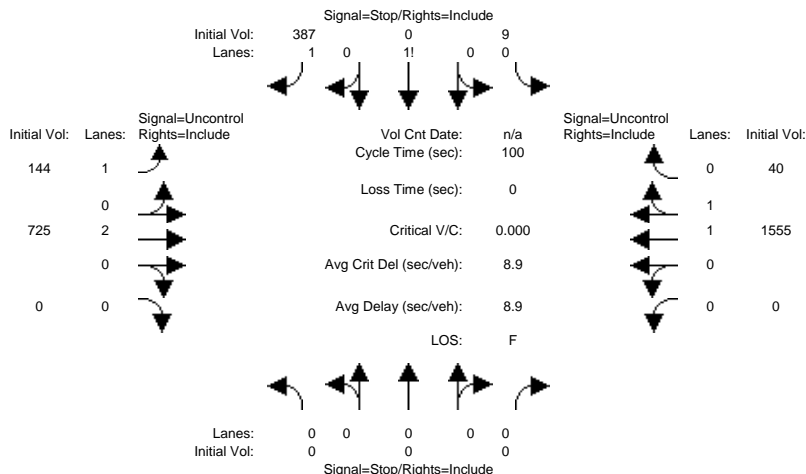 Signal=Stop/Rights=Include
Initial Vol: 387 0 9
Lanes: 1 0 1! 0 0
Signal=Uncontrol
Initial Vol: Lanes: Rights=Include
Vol Cnt Date: n/a
Signal=Uncontrol
Rights=Include Lanes: Initial Vol:
Cycle Time (sec): 100
144 1
0 40
Loss Time (sec): 0
0
1
725 2
Critical V/C: 0.000
1 1555
0
Avg Crit Del (sec/veh): 8.9
0
0 0
Avg Delay (sec/veh): 8.9
0 0
LOS: F
Lanes: 0 0 0 0 0
Initial Vol: 0 0 0
Signal=Stop/Rights=Include